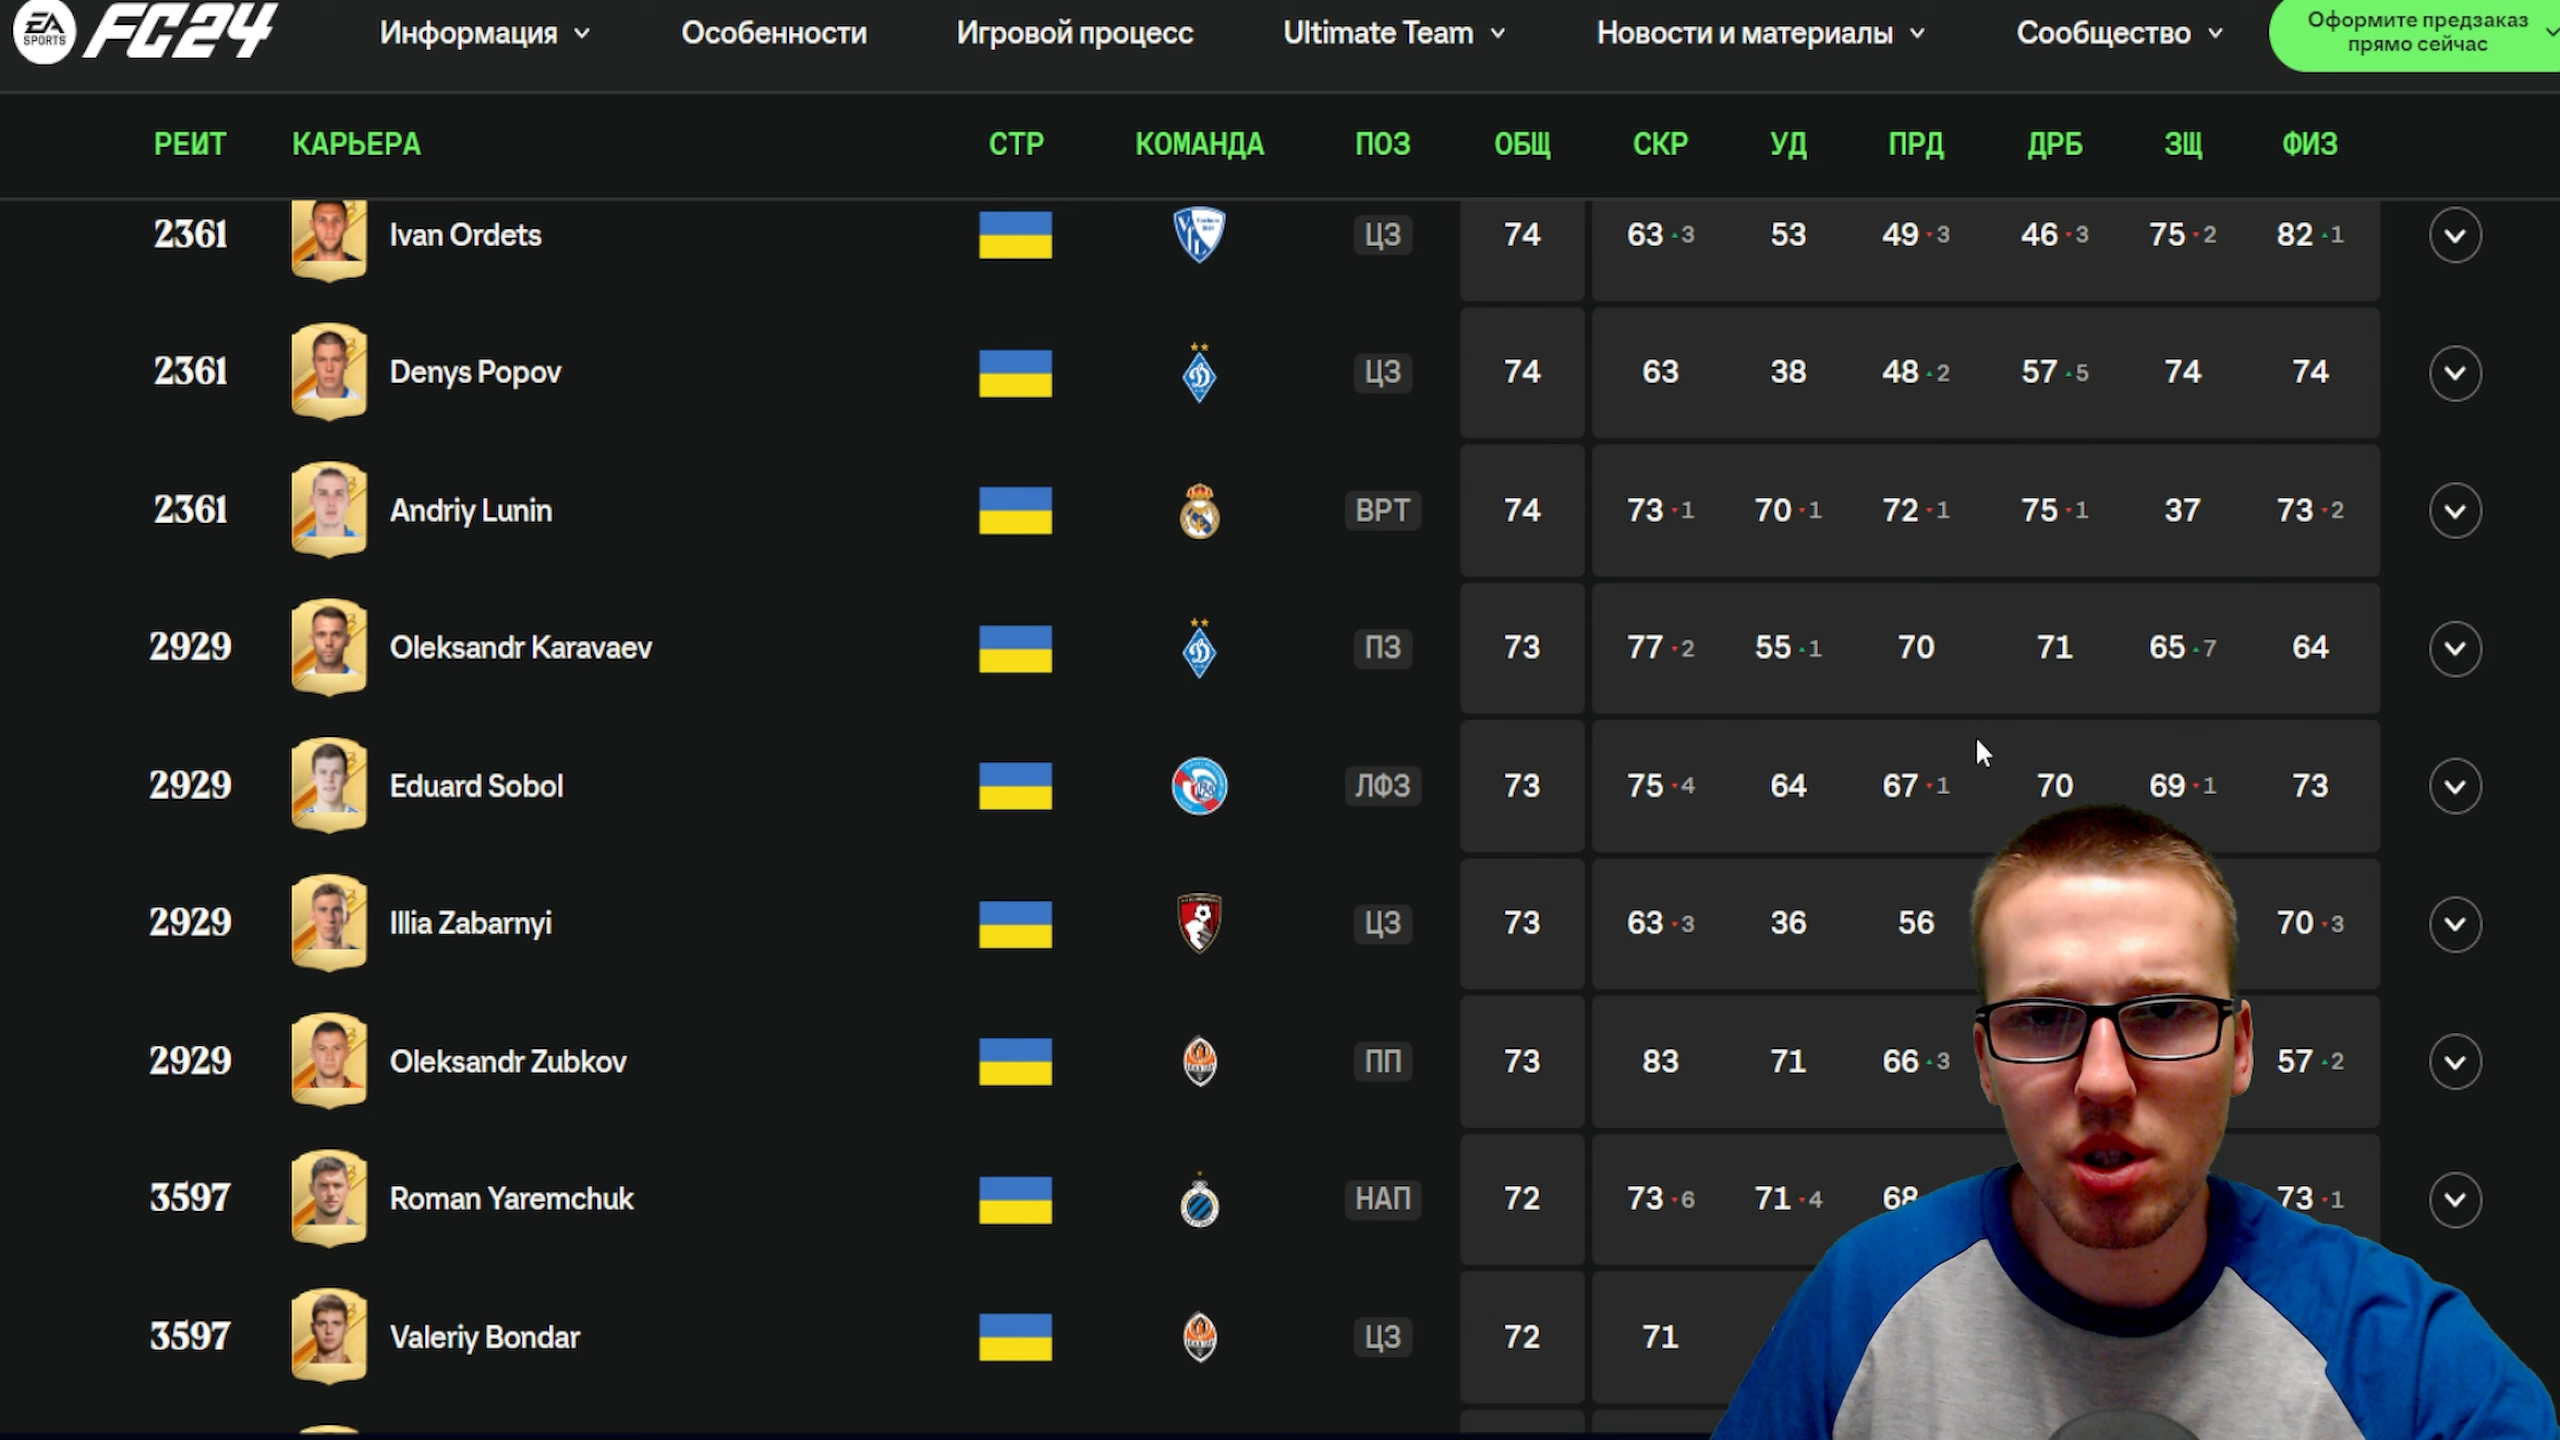 EA SPORTS FC24 Информация Особенности Игровой процесс Ultimate Team Новости и материалы Сообщество Оформите предзаказ прямо сейчас
РЕИТ КАРЬЕРА СТР КОМАНДА ПОЗ ОБЩ СКР УД ПРД ДРБ ЗЩ ФИЗ
2361 Ivan Ordets ЦЗ 74 63 3 53 49 3 46 3 75 2 82 1
2361 Denys Popov ЦЗ 74 63 38 48 2 57 5 74 74
2361 Andriy Lunin ВРТ 74 73 1 70 1 72 1 75 1 37 73 2
2929 Oleksandr Karavaev ПЗ 73 77 2 55 1 70 71 65 7 64
2929 Eduard Sobol ЛФЗ 73 75 4 64 67 1 70 69 1 73
2929 Illia Zabarnyi ЦЗ 73 63 3 36 56 70 3
2929 Oleksandr Zubkov ПП 73 83 71 66 3 57 2
3597 Roman Yaremchuk НАП 72 73 6 71 4 68 73 1
3597 Valeriy Bondar ЦЗ 72 71